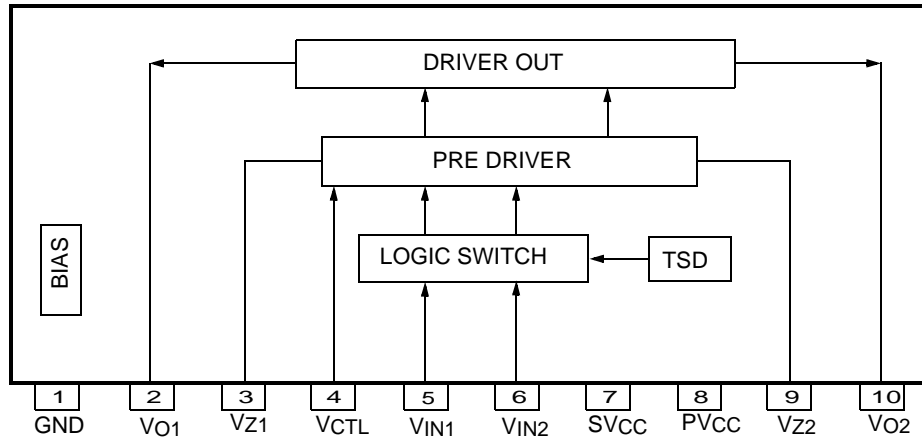 DRIVER OUT
PRE DRIVER
BIAS
LOGIC SWITCH
TSD
1 2 3 4 5 6 7 8 9 10
GND VO1 VZ1 VCTL VIN1 VIN2 SVCC PVCC VZ2 VO2